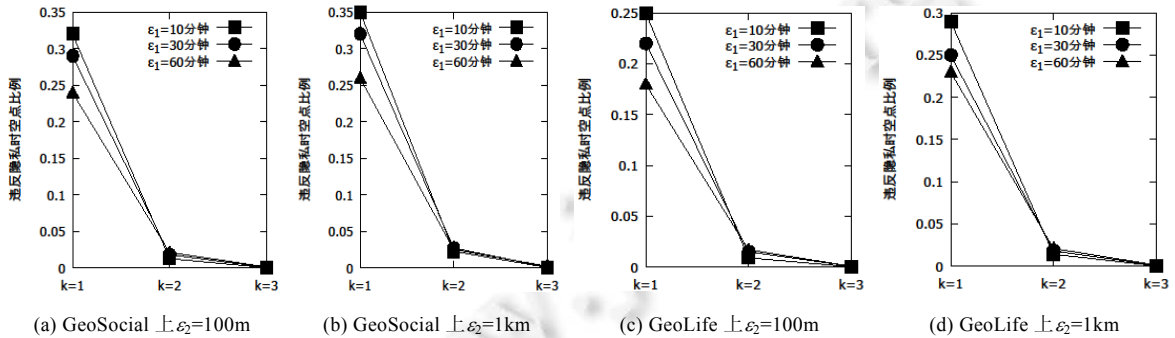 0.35
0.3
0.25
0.2
0.15
0.1
0.05
0
违反隐私时空点比例
ε1=10分钟
ε1=30分钟
ε1=60分钟
k=1 k=2 k=3
(a) GeoSocial 上ε2=100m
0.35
0.3
0.25
0.2
0.15
0.1
0.05
0
违反隐私时空点比例
ε1=10分钟
ε1=30分钟
ε1=60分钟
k=1 k=2 k=3
(b) GeoSocial 上ε2=1km
0.25
0.2
0.15
0.1
0.05
0
违反隐私时空点比例
ε1=10分钟
ε1=30分钟
ε1=60分钟
k=1 k=2 k=3
(c) GeoLife 上ε2=100m
0.3
0.25
0.2
0.15
0.1
0.05
0
违反隐私时空点比例
ε1=10分钟
ε1=30分钟
ε1=60分钟
k=1 k=2 k=3
(d) GeoLife 上ε2=1km